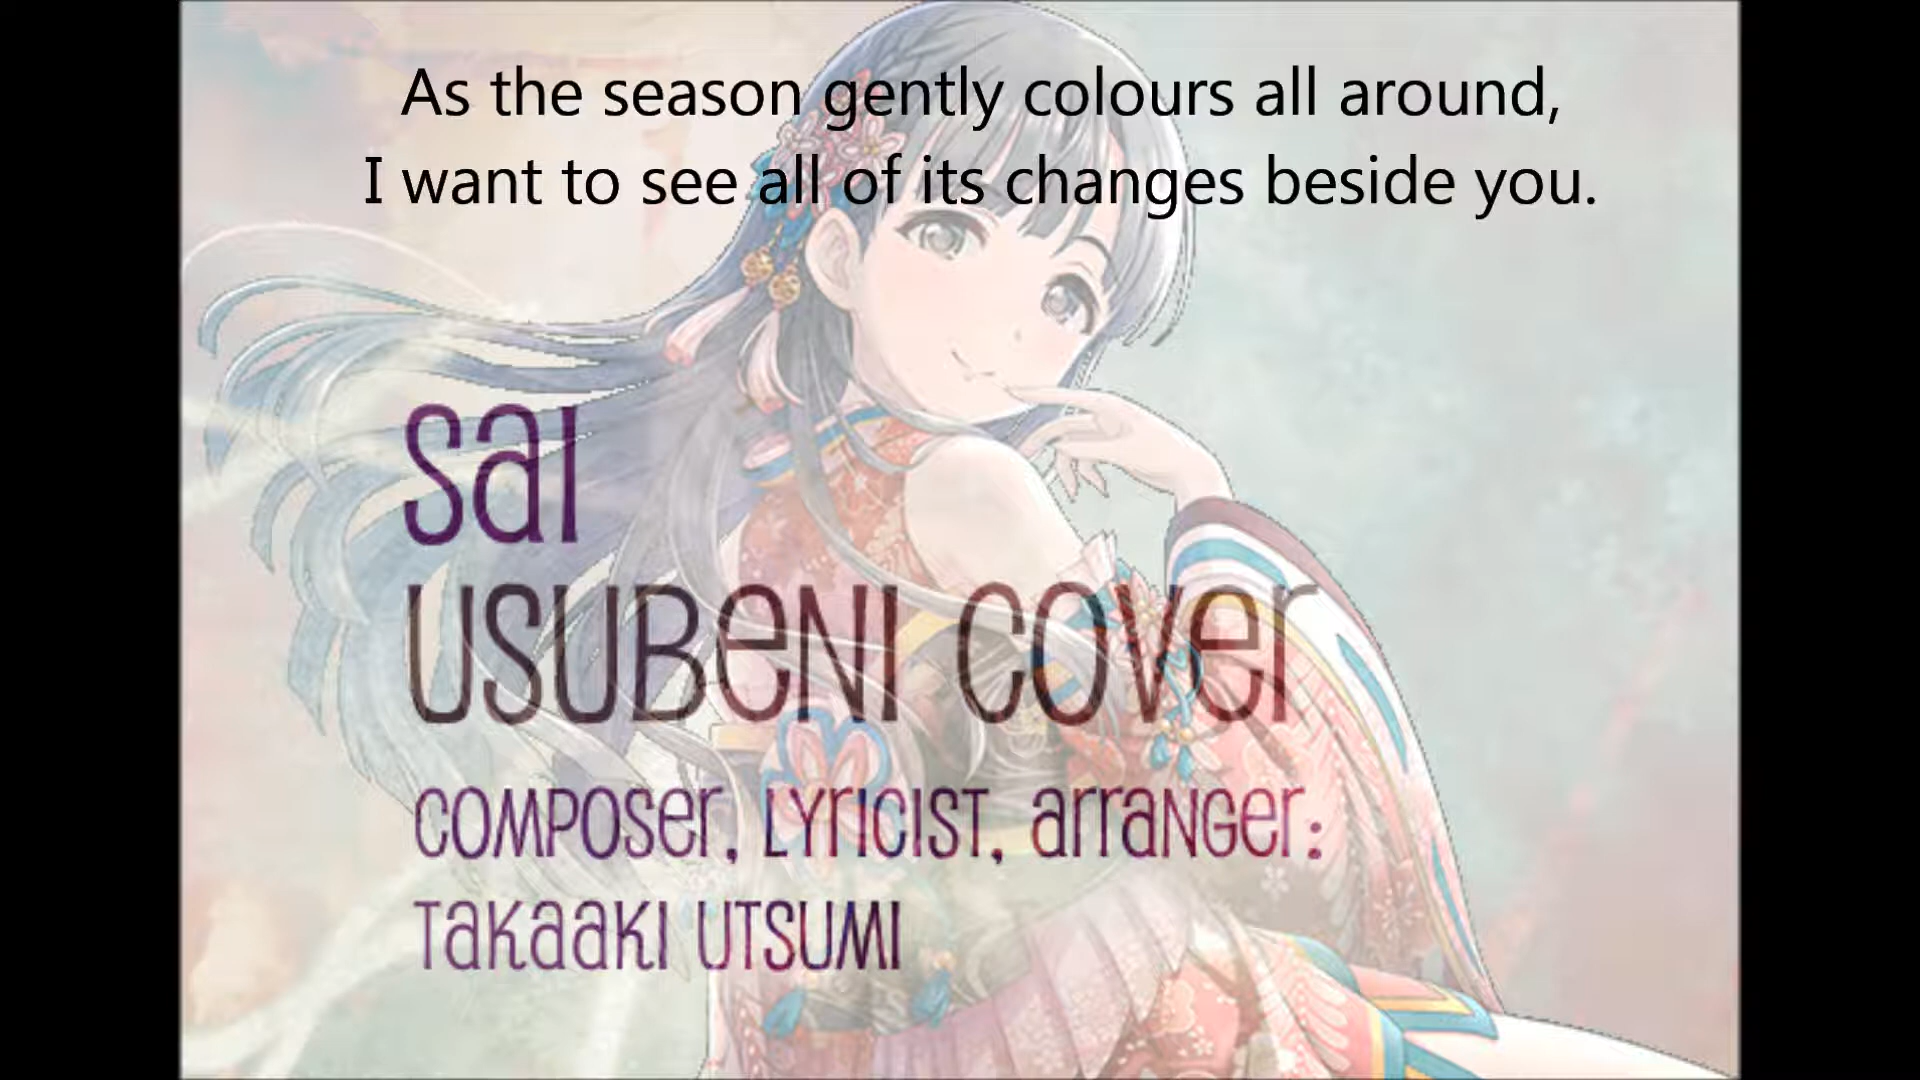 As the season gently colours all around,
I want to see all of its changes beside you.
Sai
Usubeni Cover
Composer, Lyricist, Arranger:
Takaaki Utsumi